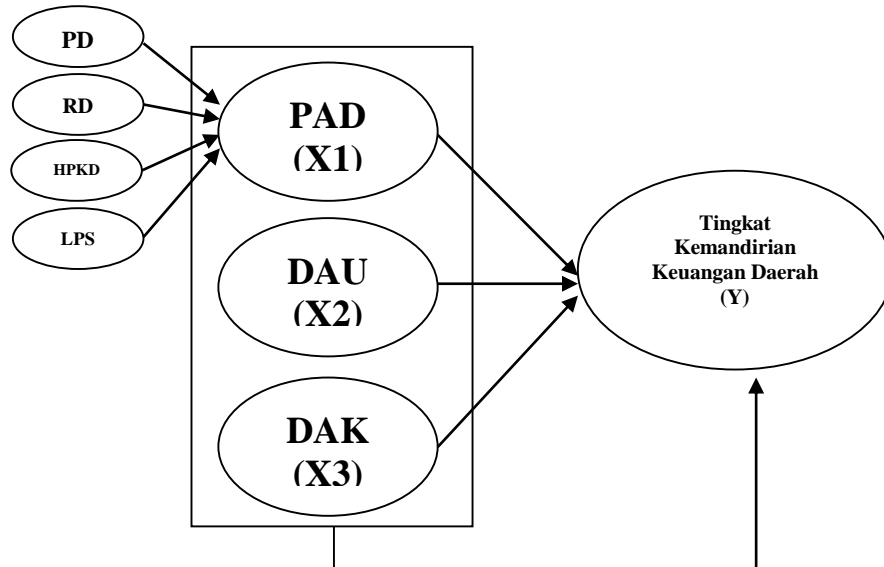 PD
RD
HPKD
LPS
PAD
(X1)
DAU
(X2)
DAK
(X3)
Tingkat
Kemandirian
Keuangan Daerah
(Y)